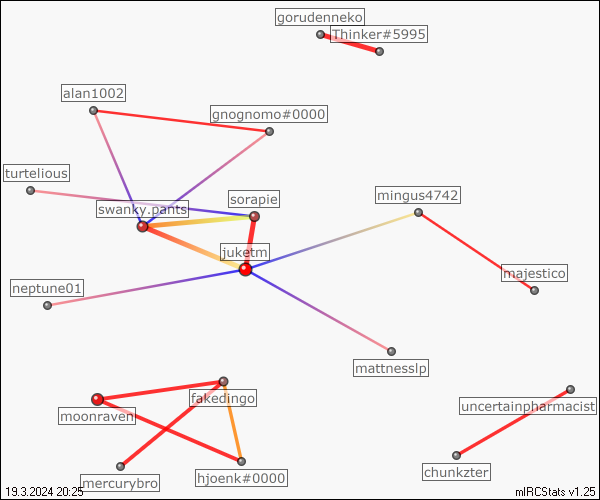 gorudenneko
Thinker#5995
alan1002
gnognomo#0000
turtelious
sorapie
mingus4742
swanky.pants
juketm
majestico
neptune01
mattnesslp
fakedingo
moonraven
uncertainpharmacist
chunkzter
hjoenk#0000
mercurybro
19.3.2024 20:25
mIRCStats v1.25